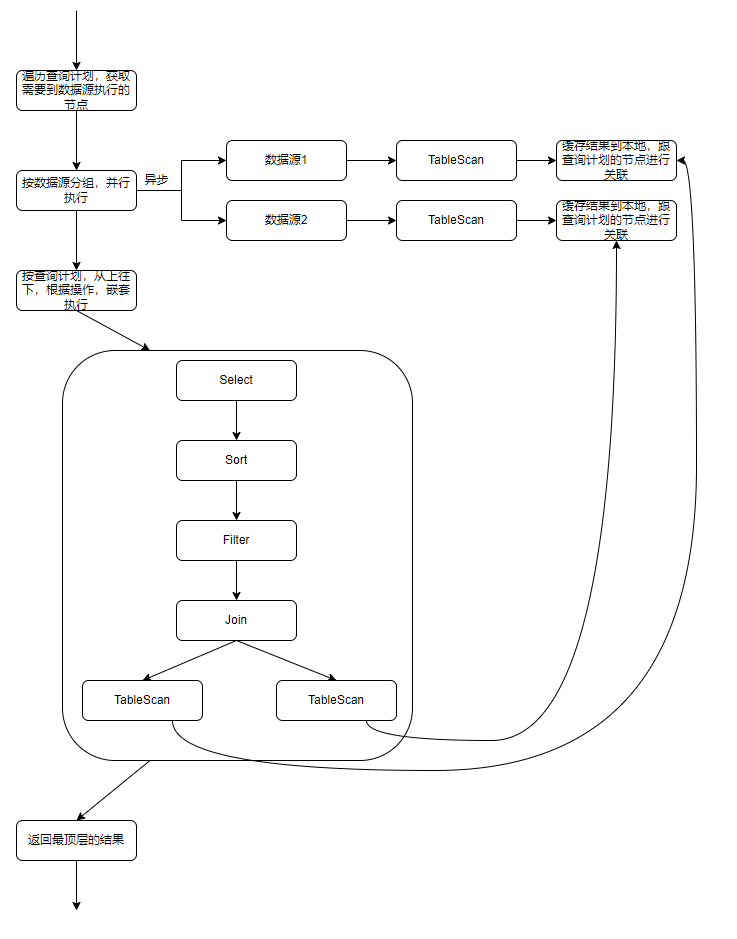 遍历查询计划，获取
需要到数据源执行的
节点
按数据源分组，并行
执行
异步
数据源1
TableScan
缓存结果到本地，跟
查询计划的节点进行
关联
数据源2
TableScan
缓存结果到本地，跟
查询计划的节点进行
关联
按查询计划，从上往
下，根据操作，嵌套
执行
Select
Sort
Filter
Join
TableScan
TableScan
返回最顶层的结果